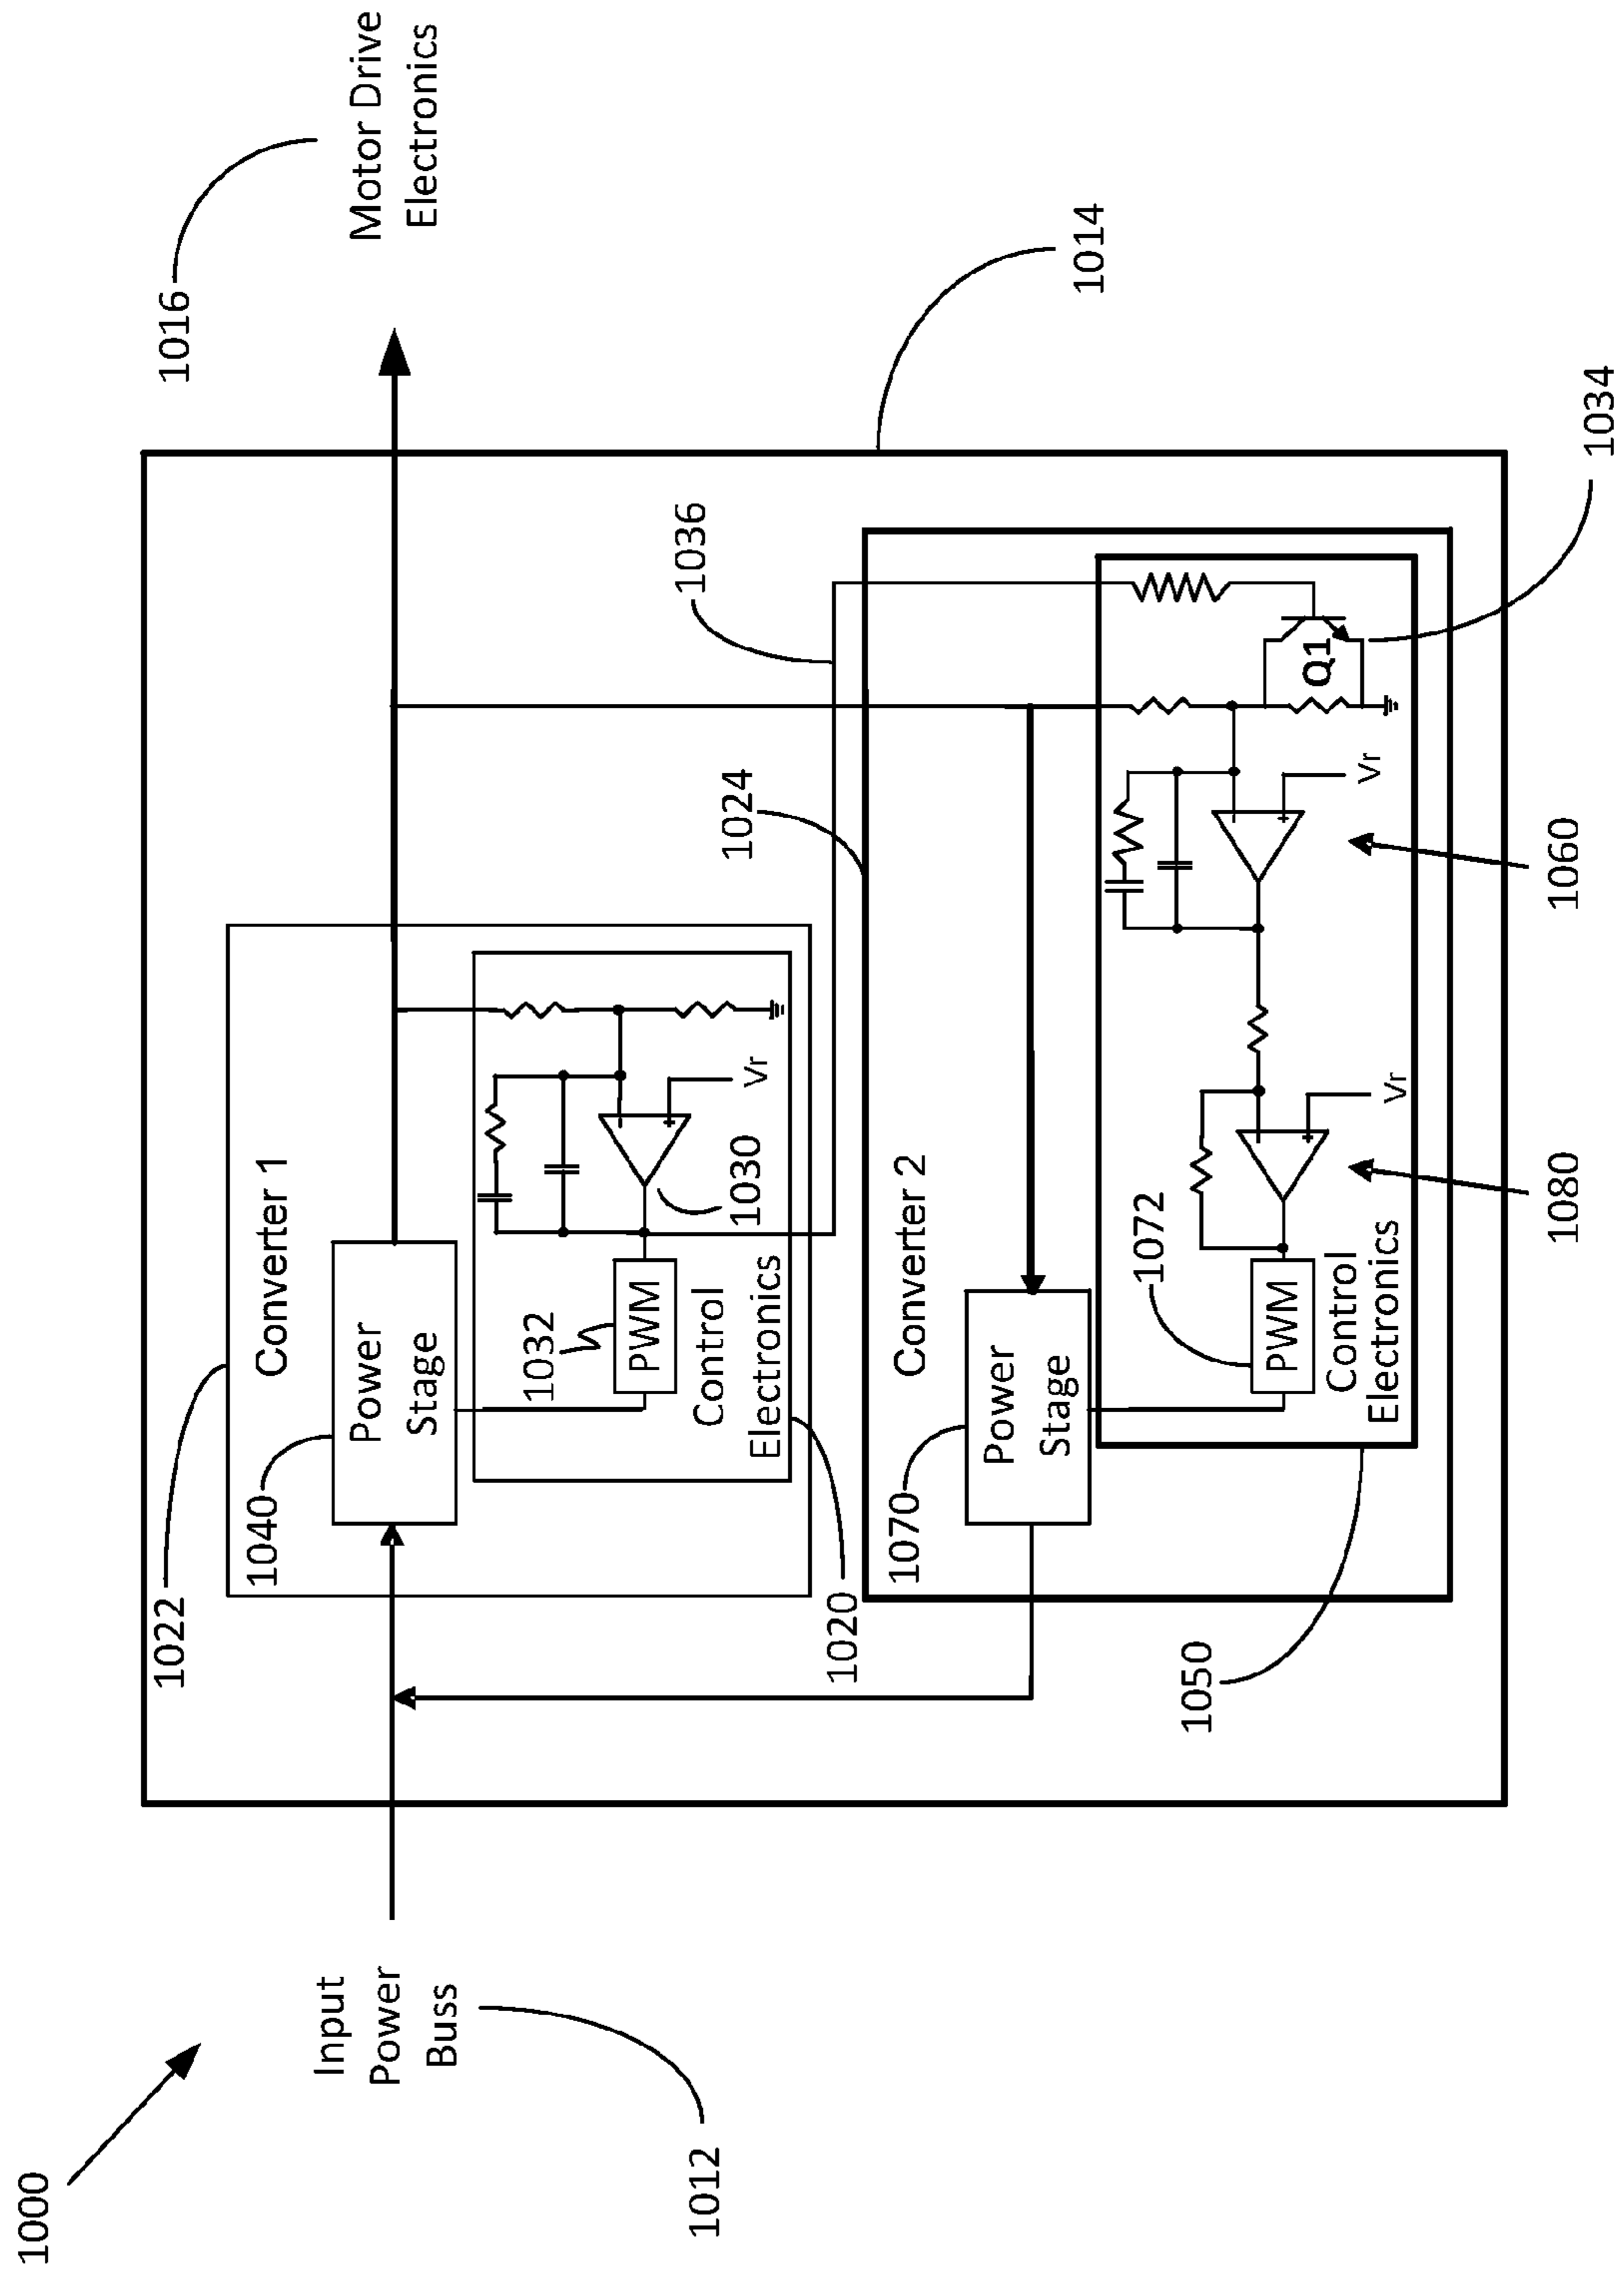 1000
Input
Power
Buss
1012
1016
Motor Drive
Electronics
1014
1022
Converter 1
1040
Power
Stage
1032
PWM
1030
Vr
Control
Electronics
1020
1036
1024
Converter 2
1070
Power
Stage
1072
PWM
Vr
Vr
Q1
Control
Electronics
1050
1080
1060
1034